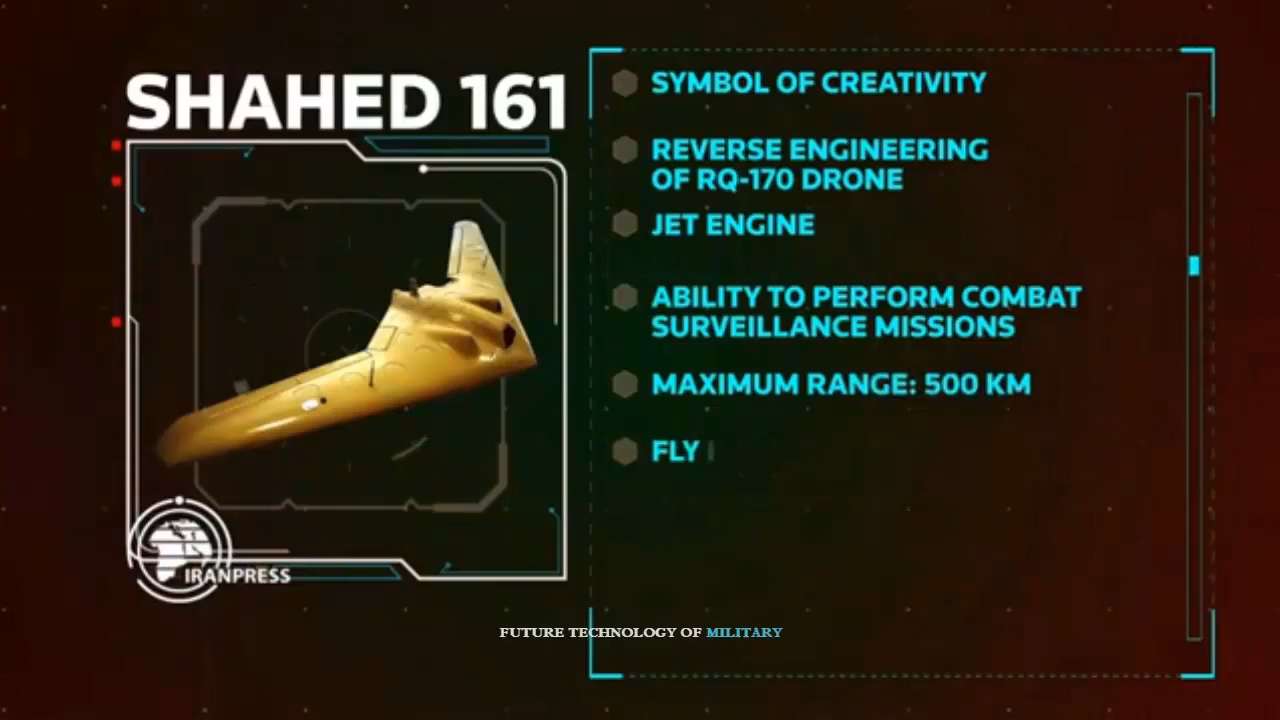 SHAHED 161
SYMBOL OF CREATIVITY
REVERSE ENGINEERING
OF RQ-170 DRONE
JET ENGINE
ABILITY TO PERFORM COMBAT
SURVEILLANCE MISSIONS
MAXIMUM RANGE: 500 KM
FLY
IRANPRESS
FUTURE TECHNOLOGY OF MILITARY